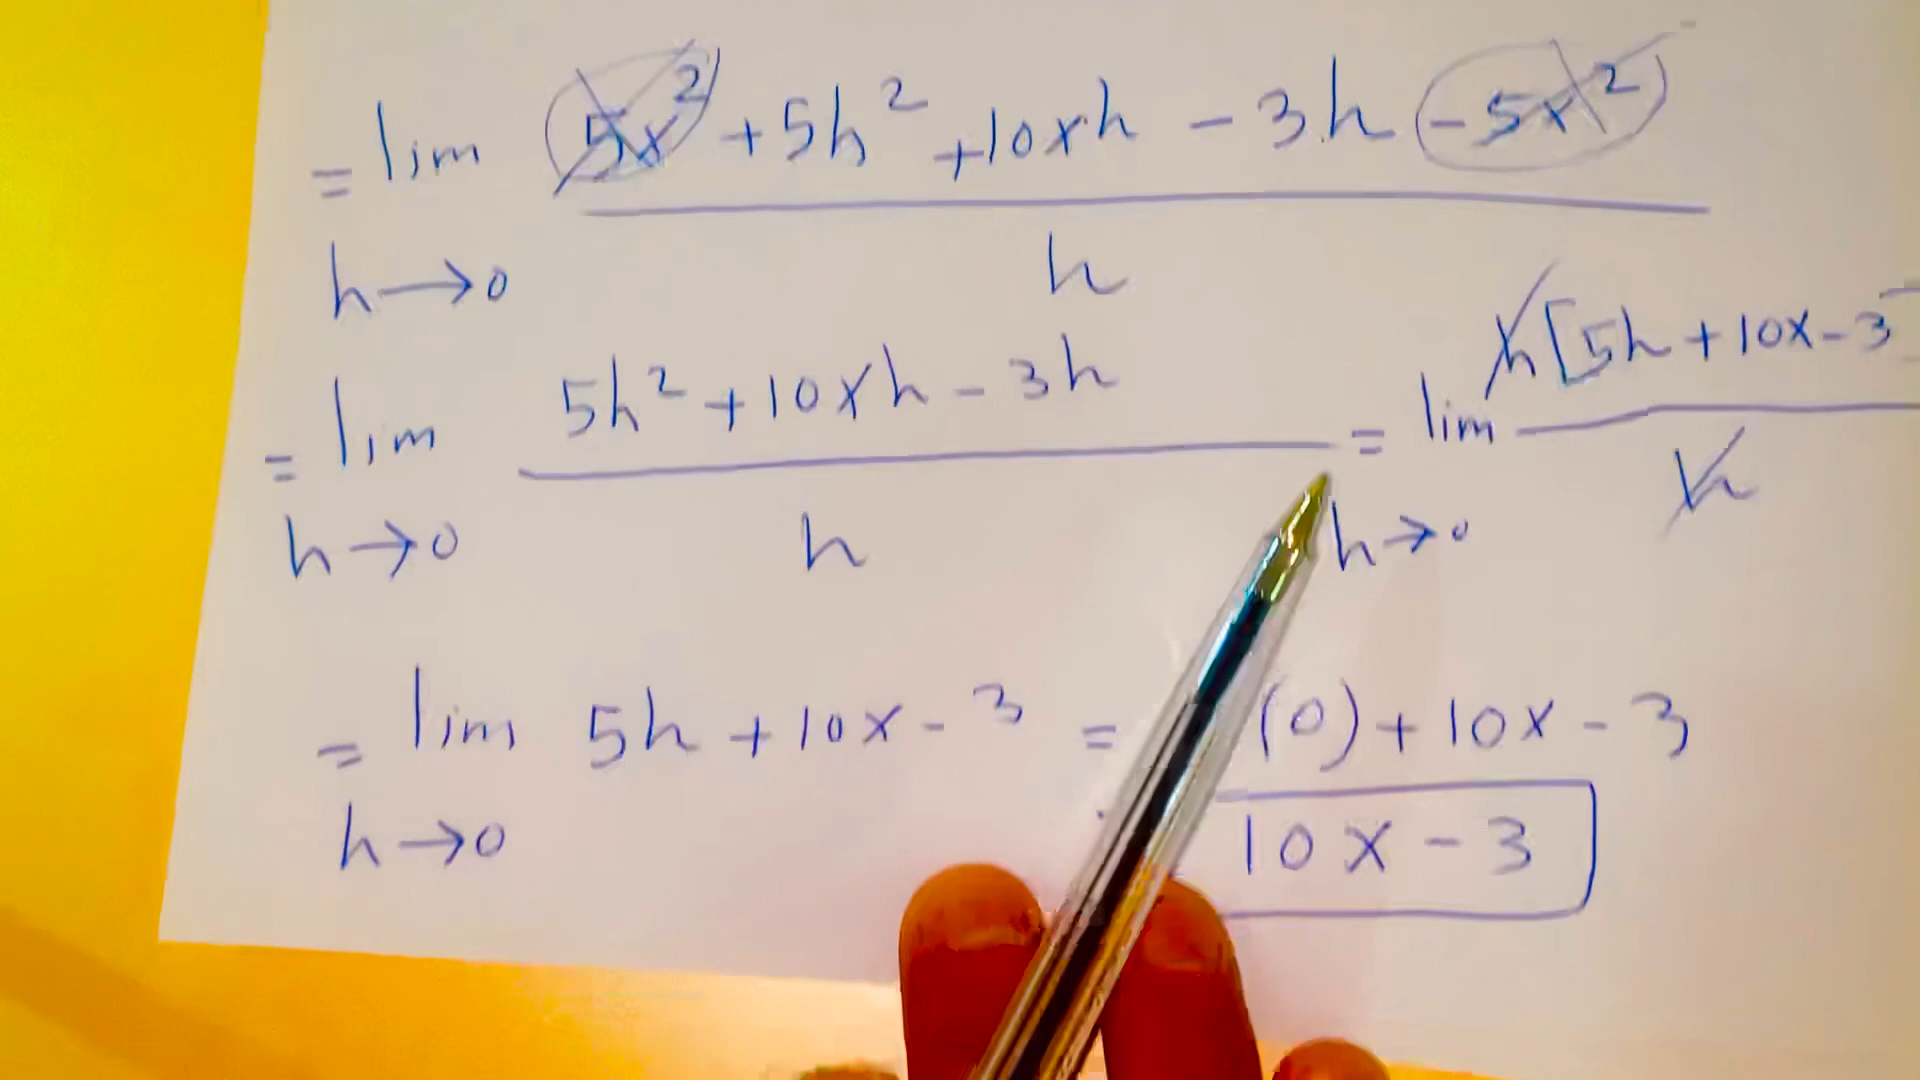 = lim 5x² + 5h² + 10xh - 3h - 5x²
h→0 h
= lim 5h² + 10xh - 3h = lim h[5h + 10x - 3
h→0 h h→0 h
= lim 5h + 10x - 3 = (0) + 10x - 3
h→0 10x - 3